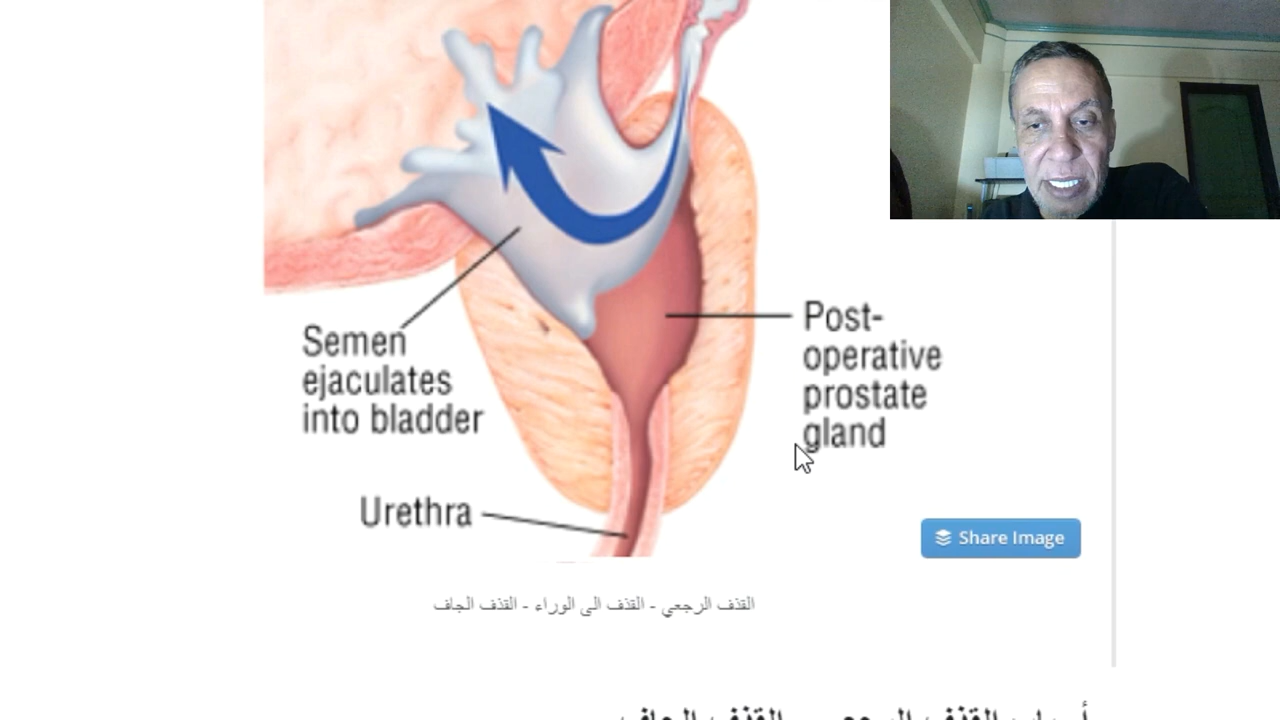 Semen
ejaculates
into bladder
Post-
operative
prostate
gland
Urethra
Share Image
القذف الرجعي - القذف الى الوراء - القذف الجاف